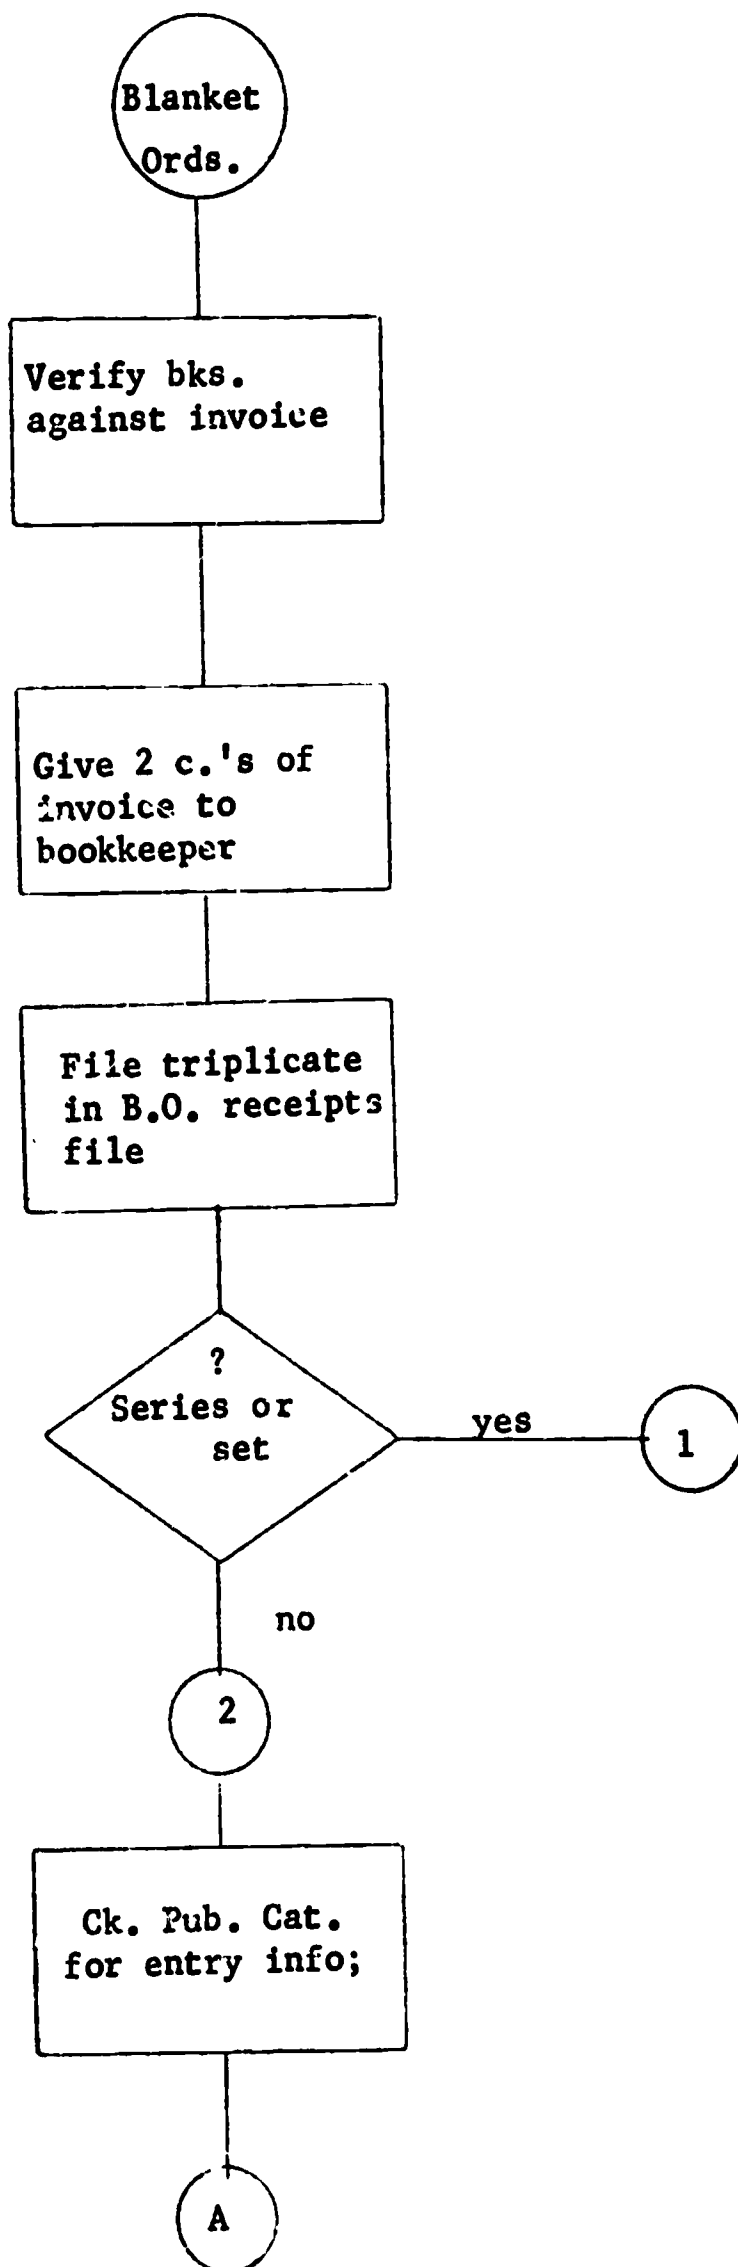 Blanket
Ords.
Verify bks.
against invoice
Give 2 c.'s of
invoice to
bookkeeper
File triplicate
in B.O. receipts
file
?
Series or
set
yes
1
no
2
Ck. Pub. Cat.
for entry info;
A